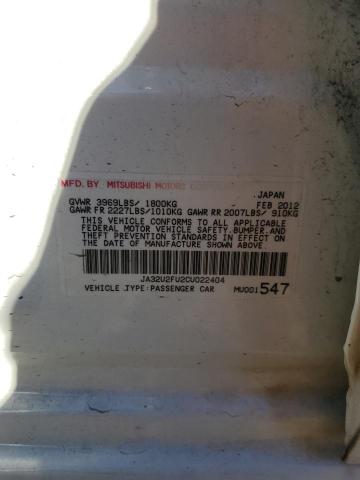 MFD. BY MITSUBISHI MOTORS CORPORATION
JAPAN
GVWR 3969LBS/ 1800KG FEB 2012
GAWR FR 2227LBS/1010KG GAWR RR 2007LBS/ 910KG
THIS VEHICLE CONFORMS TO ALL APPLICABLE
FEDERAL MOTOR VEHICLE SAFETY,BUMPER,AND
THEFT PREVENTION STANDARDS IN EFFECT ON
THE DATE OF MANUFACTURE SHOWN ABOVE.
JA32U2FU2CU022404
VEHICLE TYPE:PASSENGER CAR MU001547